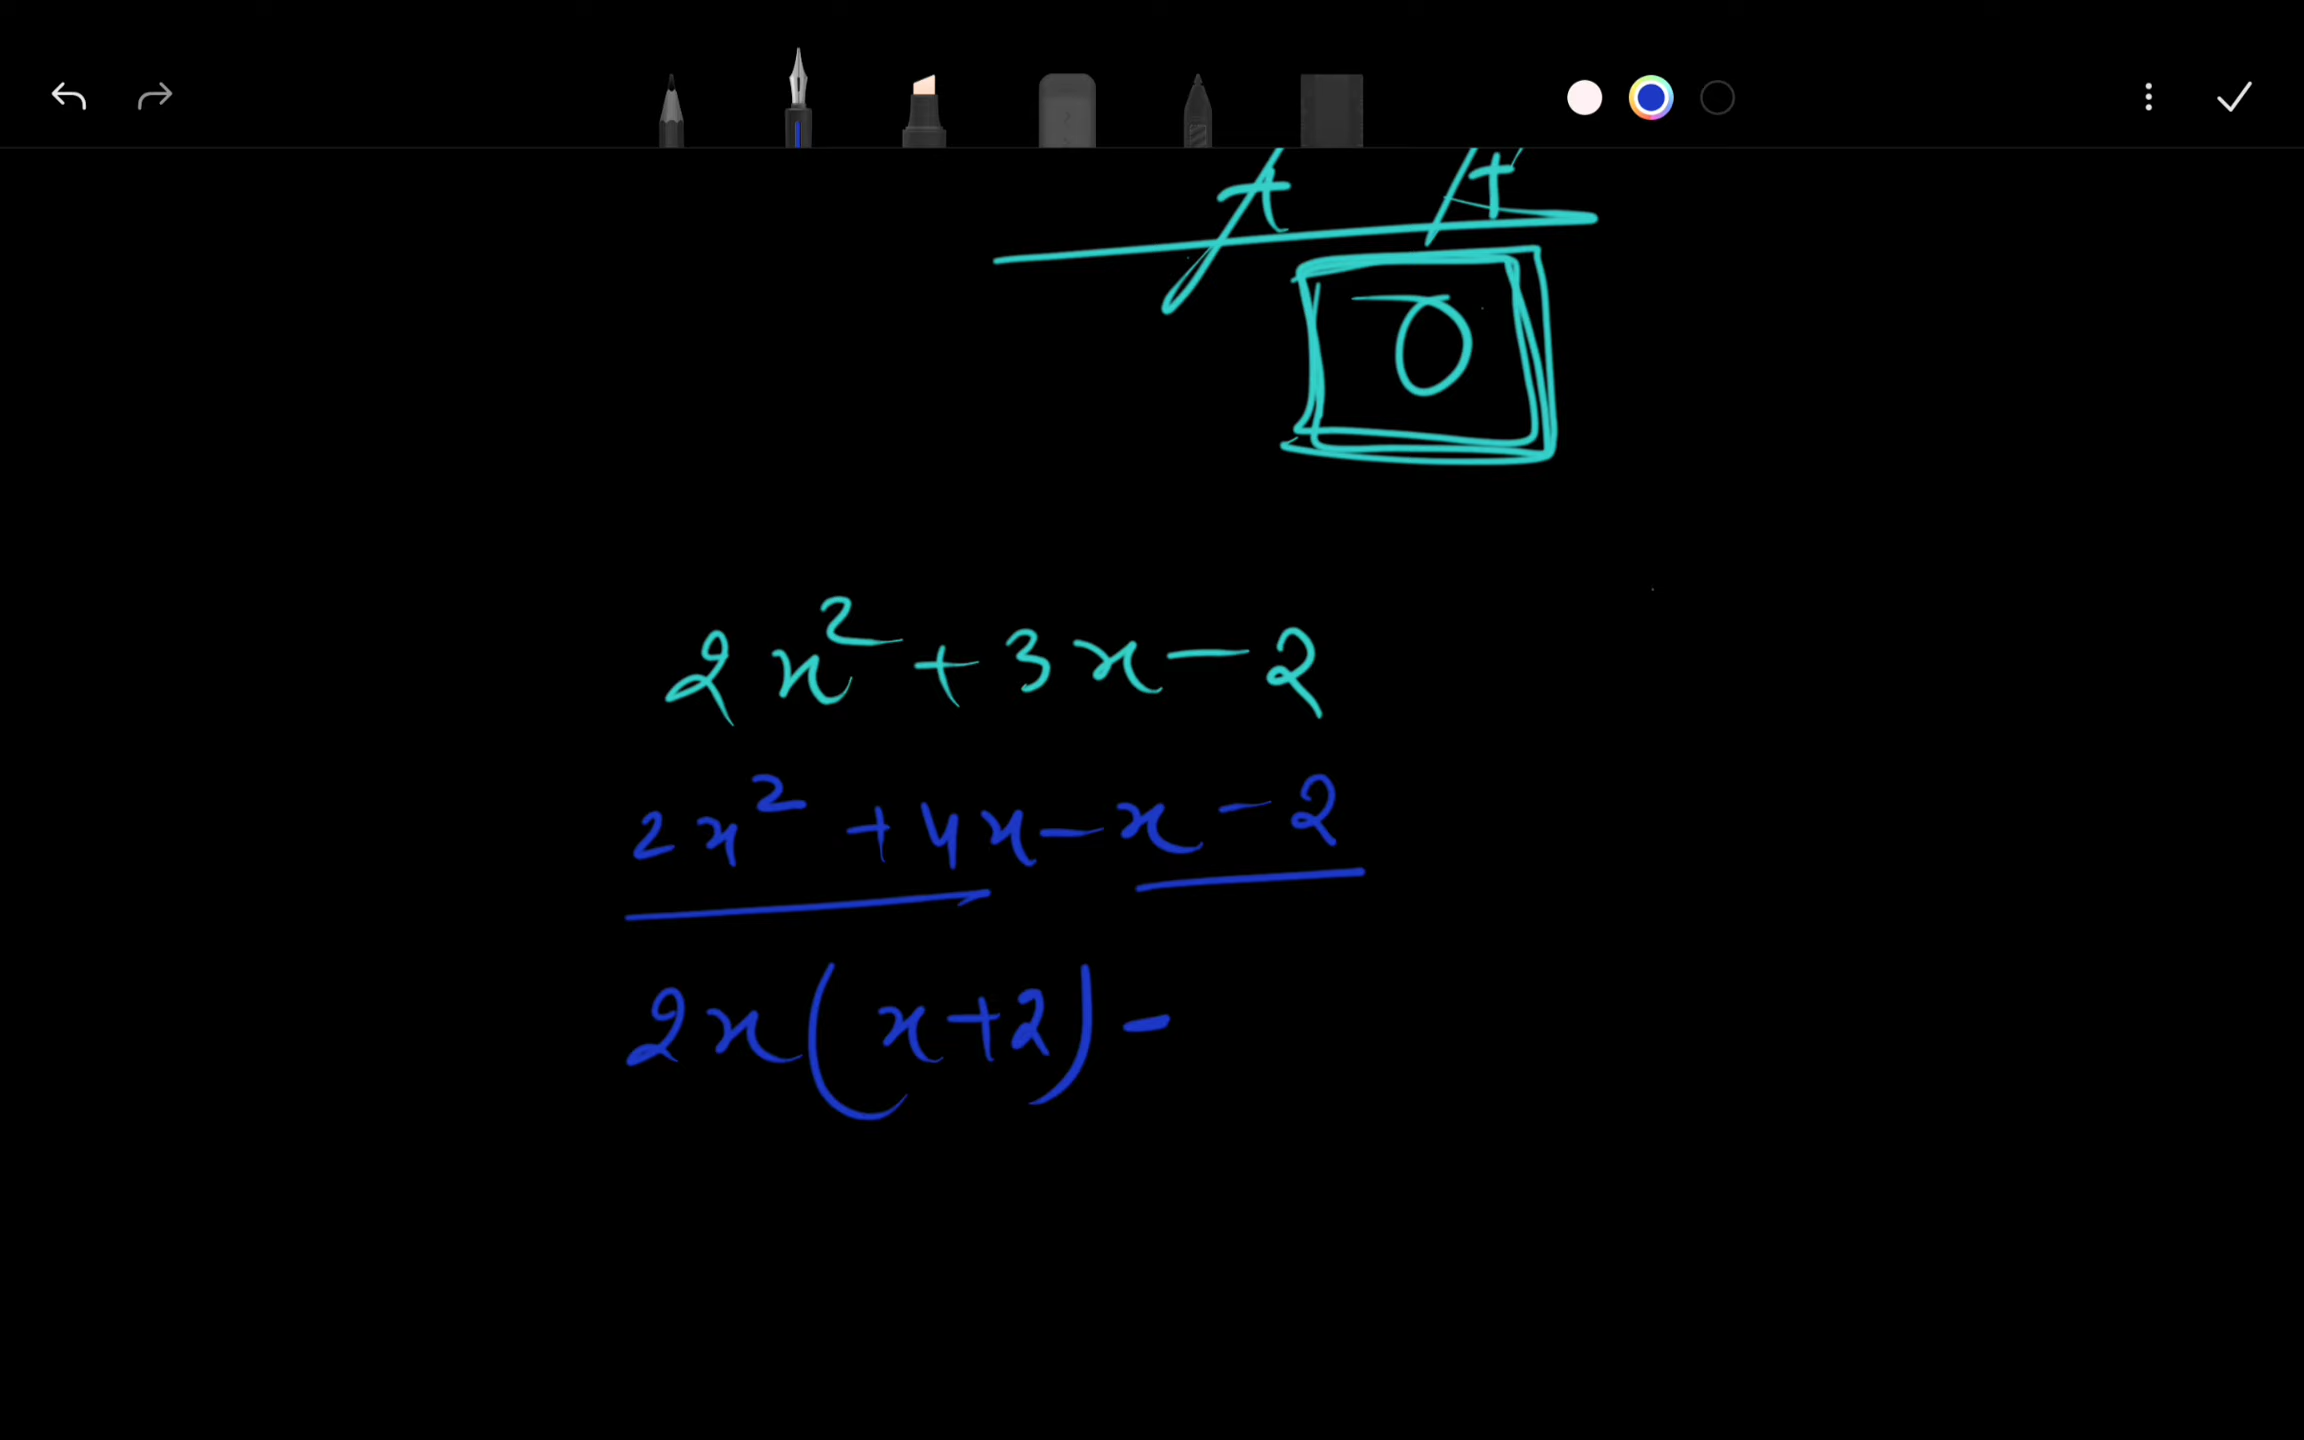 0
2x² + 3x - 2
2x² + 4x - x - 2
2x(x+2) -